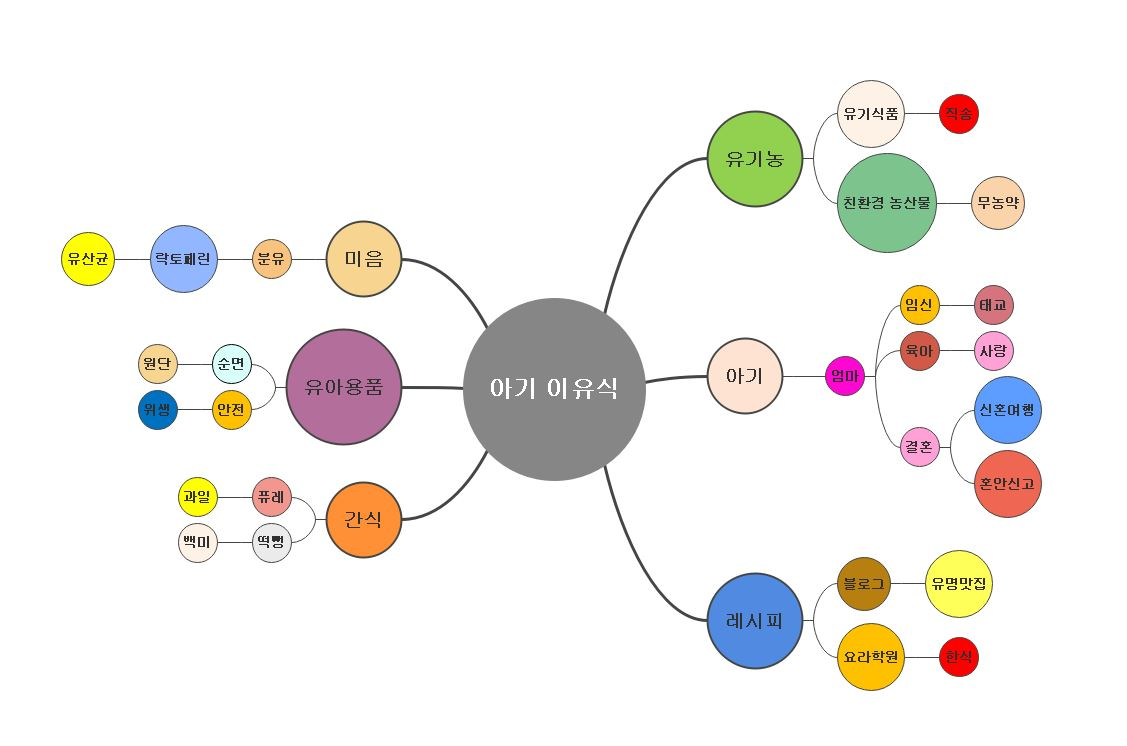 아기 이유식
유기농
유기식품
직송
친환경 농산물
무농약
아기
엄마
임신
태교
육마
사랑
결혼
신혼여행
혼안신고
레시피
블로그
유명맛집
요라학원
한식
미음
분유
락토페린
유산균
유아용품
순면
원단
안전
위생
간식
퓨레
과일
떡뻥
백미